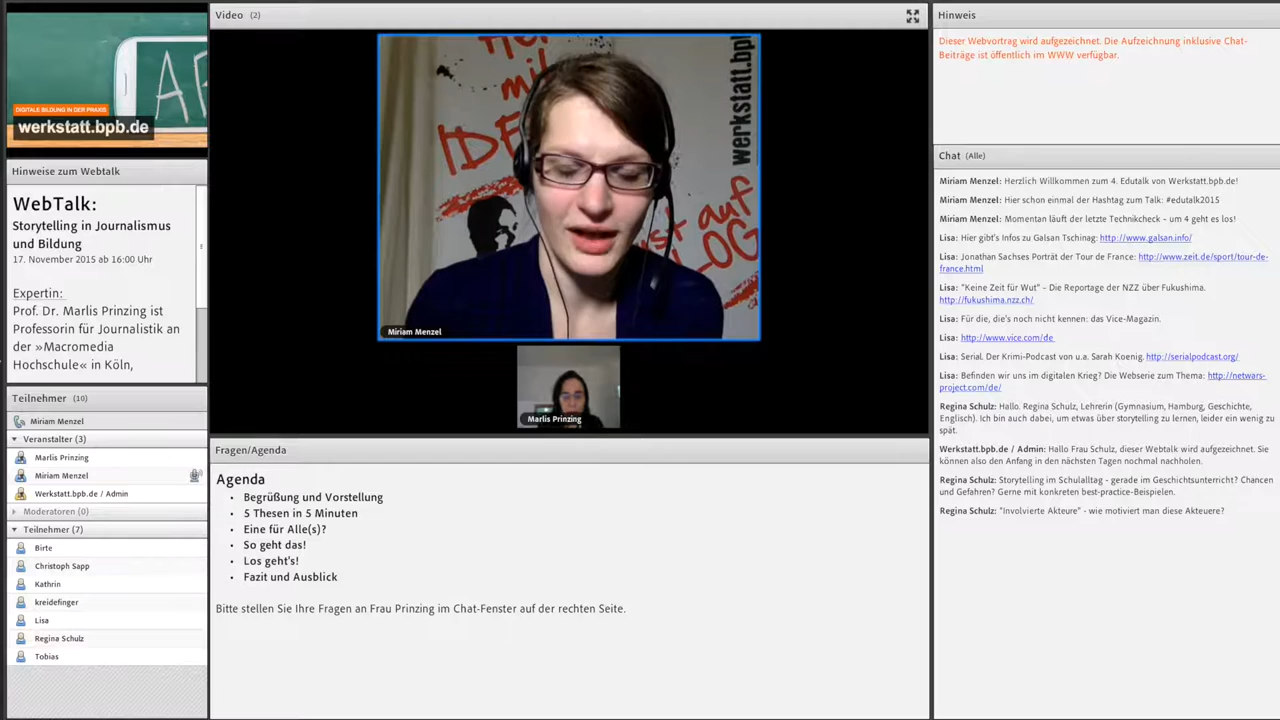 DIGITALE BILDUNG IN DER PRAXIS
werkstatt.bpb.de
Hinweise zum Webtalk
WebTalk:
Storytelling in Journalismus
und Bildung
17. November 2015 ab 16:00 Uhr
Expertin:
Prof. Dr. Marlis Prinzing ist
Professorin für Journalistik an
der »Macromedia
Hochschule« in Köln,
Teilnehmer (10)
Miriam Menzel
Veranstalter (3)
Marlis Prinzing
Miriam Menzel
Werkstatt.bpb.de / Admin
Moderatoren (0)
Teilnehmer (7)
Birte
Christoph Sapp
Kathrin
kreidefinger
Lisa
Regina Schulz
Tobias
Video (2)
mit
werkstatt.bpb
auf
Miriam Menzel
Marlis Prinzing
Fragen/Agenda
Agenda
• Begrüßung und Vorstellung
• 5 Thesen in 5 Minuten
• Eine für Alle(s)?
• So geht das!
• Los geht's!
• Fazit und Ausblick
Bitte stellen Sie Ihre Fragen an Frau Prinzing im Chat-Fenster auf der rechten Seite.
Hinweis
Dieser Webvortrag wird aufgezeichnet. Die Aufzeichnung inklusive Chat-
Beiträge ist öffentlich im WWW verfügbar.
Chat (Alle)
Miriam Menzel: Herzlich Willkommen zum 4. Edutalk von Werkstatt.bpb.de!
Miriam Menzel: Hier schon einmal der Hashtag zum Talk: #edutalk2015
Miriam Menzel: Momentan läuft der letzte Technikcheck – um 4 geht es los!
Lisa: Hier gibt's Infos zu Galsan Tschinag: http://www.galsan.info/
Lisa: Jonathan Sachses Porträt der Tour de France: http://www.zeit.de/sport/tour-de-
france.html
Lisa: "Keine Zeit für Wut" – Die Reportage der NZZ über Fukushima.
http://fukushima.nzz.ch/
Lisa: Für die, die's noch nicht kennen: das Vice-Magazin.
Lisa: http://www.vice.com/de
Lisa: Serial. Der Krimi-Podcast von u.a. Sarah Koenig. http://serialpodcast.org/
Lisa: Befinden wir uns im digitalen Krieg? Die Webserie zum Thema: http://netwars-
project.com/de/
Regina Schulz: Hallo. Regina Schulz, Lehrerin (Gymnasium, Hamburg, Geschichte,
Englisch). Ich bin auch dabei, um etwas über storytelling zu lernen, leider ein wenig zu
spät.
Werkstatt.bpb.de / Admin: Hallo Frau Schulz, dieser Webtalk wird aufgezeichnet. Sie
können also den Anfang in den nächsten Tagen nochmal nachholen.
Regina Schulz: Storytelling im Schulalltag - gerade im Geschichtsunterricht? Chancen
und Gefahren? Gerne mit konkreten best-practice-Beispielen.
Regina Schulz: "Involvierte Akteure" - wie motiviert man diese Akteuere?